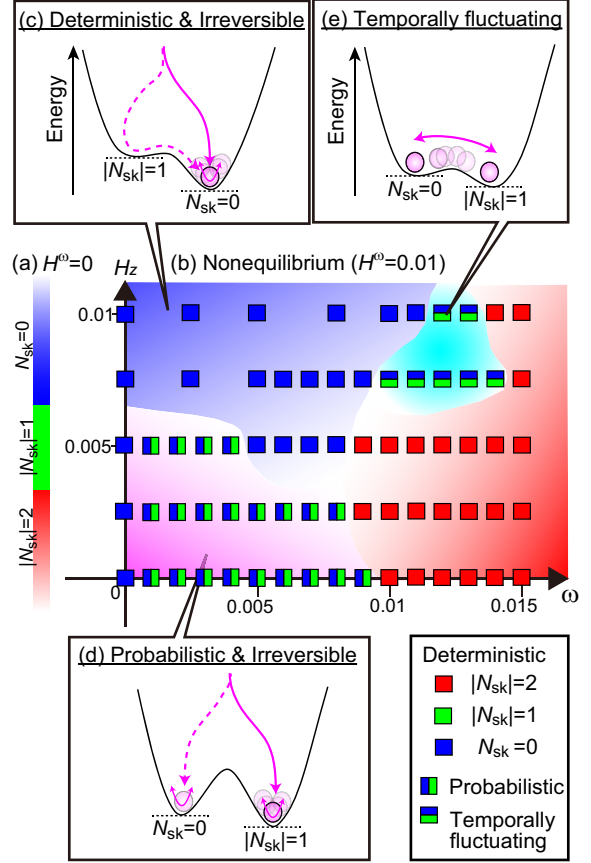 (c) Deterministic & Irreversible
Energy
|Nsk|=1
Nsk=0
(e) Temporally fluctuating
Energy
Nsk=0
|Nsk|=1
(a) Hω=0
Hz
(b) Nonequilibrium (Hω=0.01)
Nsk=0
|Nsk|=1
|Nsk|=2
0.01
0.005
0
0
0.005
0.01
0.015
ω
(d) Probabilistic & Irreversible
Nsk=0
|Nsk|=1
Deterministic
|Nsk|=2
|Nsk|=1
Nsk=0
Probabilistic
Temporally
fluctuating